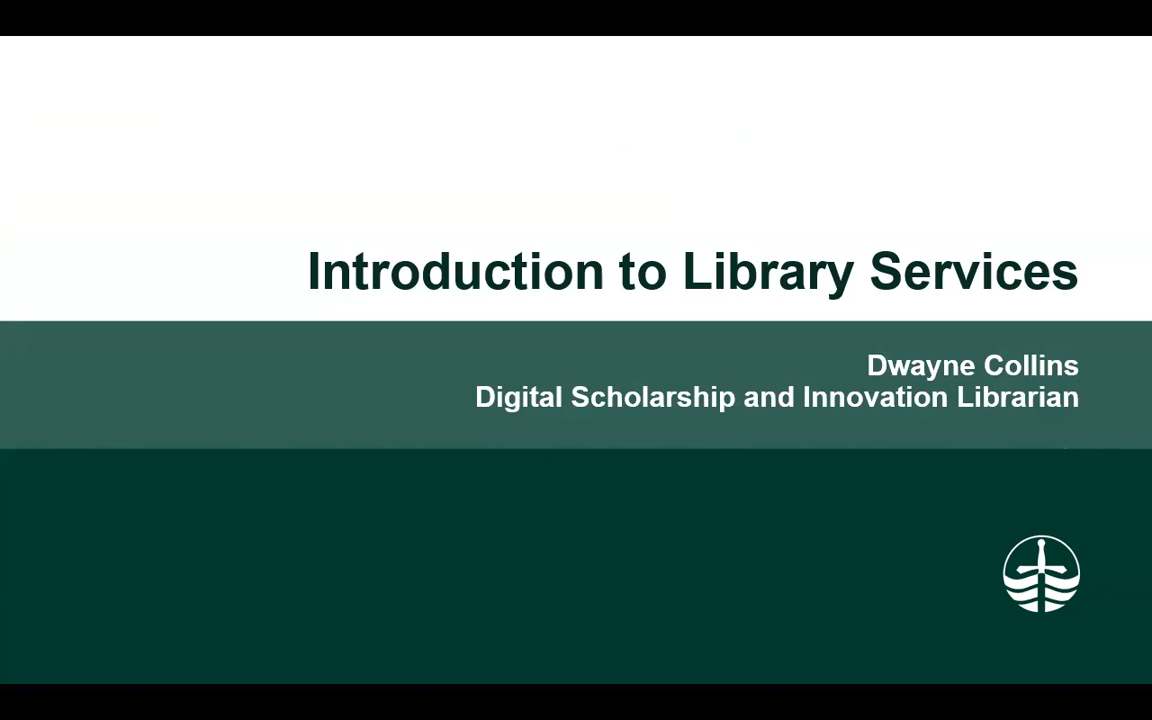 Introduction to Library Services
Dwayne Collins
Digital Scholarship and Innovation Librarian